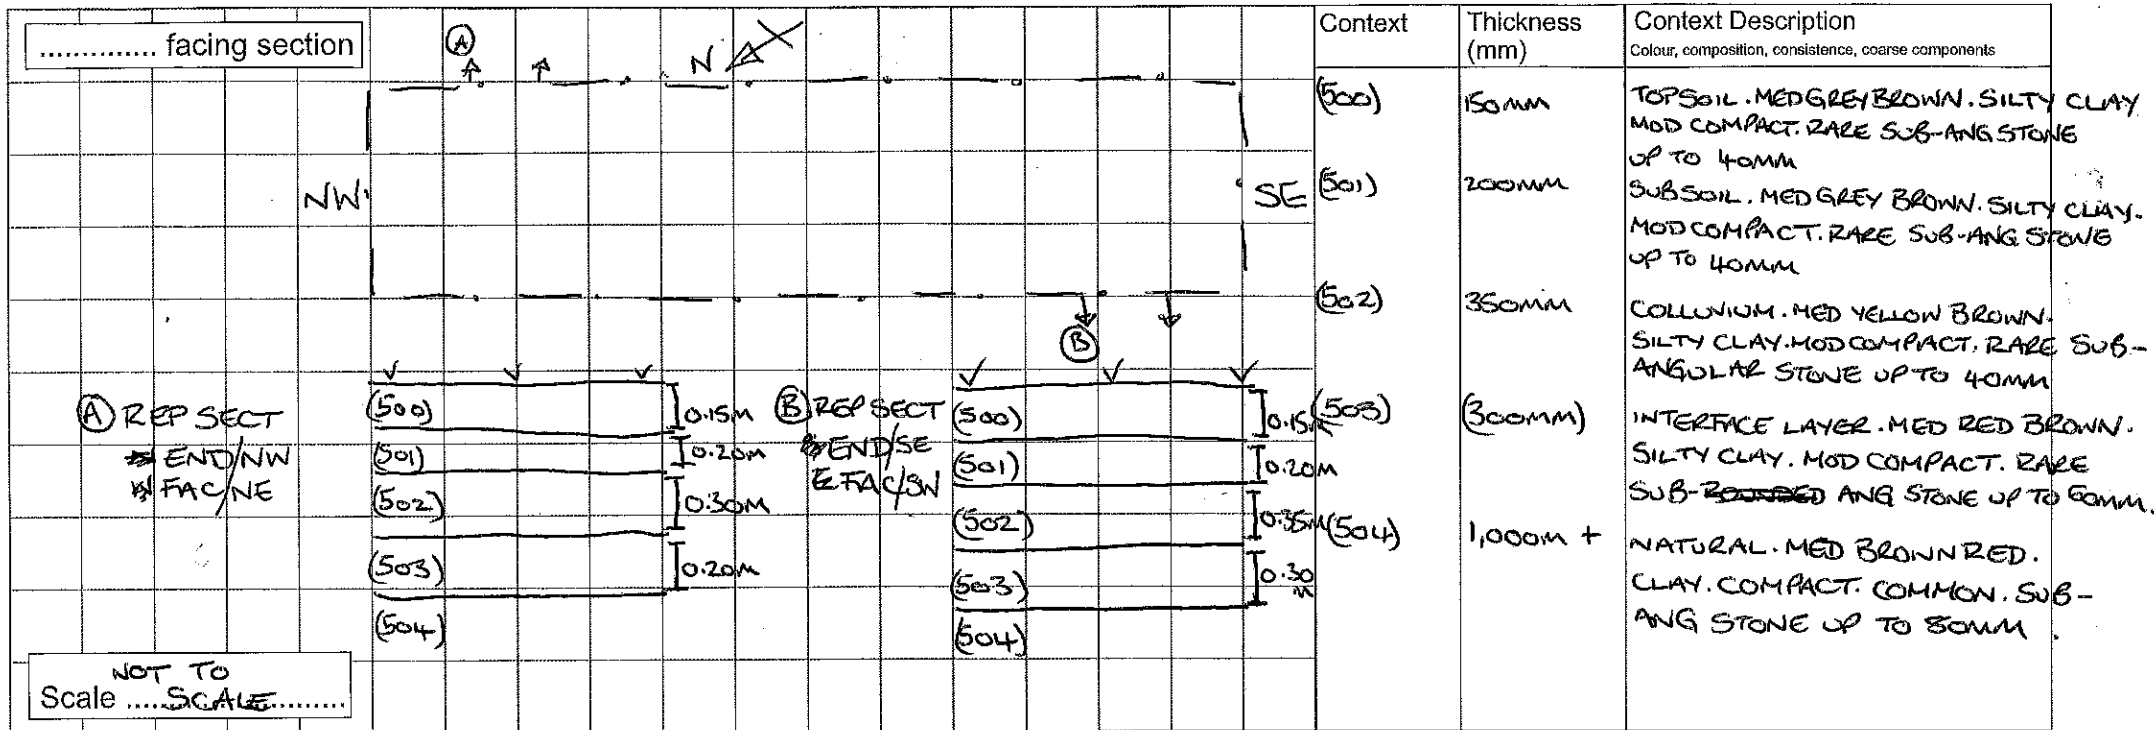 .............. facing section
A
N
NW
SE
B
A REP SECT
END/NW
FAC/NE
(500)
0.15M
(501)
0.20M
(502)
0.30M
(503)
0.20M
(504)
B REP SECT
END/SE
FAC/SW
(500)
0.15M
(501)
0.20M
(502)
0.35M
(503)
0.30
M
(504)
NOT TO
Scale ......SCALE..........
Context
Thickness
(mm)
Context Description
Colour, composition, consistence, coarse components
(500)
150MM
TOPSOIL. MED GREY BROWN. SILTY CLAY
MOD COMPACT. RARE SUB-ANG STONE
UP TO 40MM
(501)
200MM
SUBSOIL. MED GREY BROWN. SILTY CLAY.
MOD COMPACT. RARE SUB-ANG STONE
UP TO 40MM
(502)
350MM
COLLUVIUM. MED YELLOW BROWN.
SILTY CLAY. MOD COMPACT. RARE SUB-
ANGULAR STONE UP TO 40MM
(503)
(300MM)
INTERFACE LAYER. MED RED BROWN.
SILTY CLAY. MOD COMPACT. RARE
SUB-ROUNDED ANG STONE UP TO 60MM.
(504)
1,000M +
NATURAL. MED BROWN RED.
CLAY. COMPACT. COMMON. SUB-
ANG STONE UP TO 80MM.